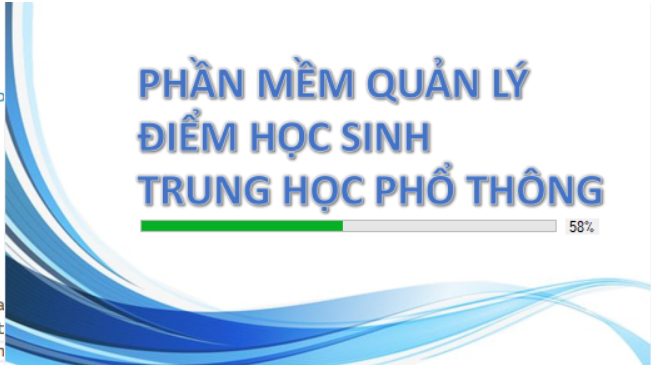 PHẦN MỀM QUẢN LÝ
ĐIỂM HỌC SINH
TRUNG HỌC PHỔ THÔNG
58%